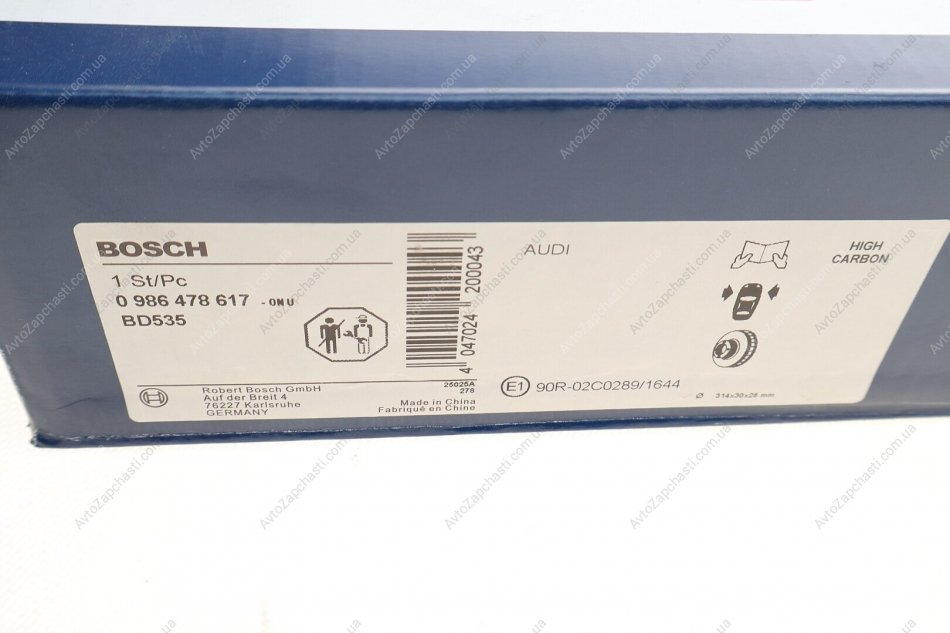 BOSCH
1 St/Pc
0 986 478 617 - 0N U
BD535
4 047024 200043
Robert Bosch GmbH
Auf der Breit 4
76227 Karlsruhe
GERMANY
25025A
278
Made in China
Fabriqué en Chine
AUDI
E1 90R-02C0289/1644
HIGH
CARBON
Ø 314x30x28 mm
AvtoZapchasti.com.ua